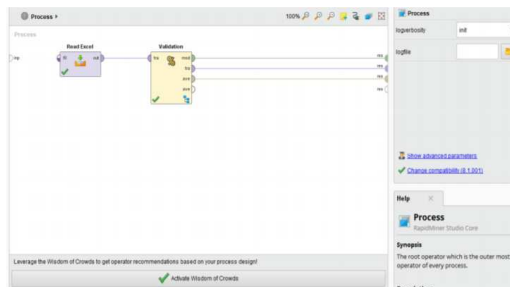 Process
100%
Process
Process
logverbosity
init
logfile
Read Excel
Validation
inp
out
tra
mod
tra
ave
ave
res
res
res
res
Show advanced parameters
Change compatibility (8.1.001)
Help
Process
RapidMiner Studio Core
Synopsis
The root operator which is the outer most
operator of every process.
Leverage the Wisdom of Crowds to get operator recommendations based on your process design!
Activate Wisdom of Crowds